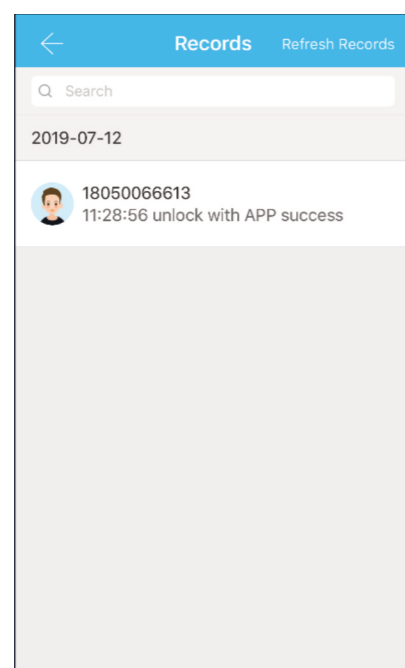 Records Refresh Records
Search
2019-07-12
18050066613
11:28:56 unlock with APP success